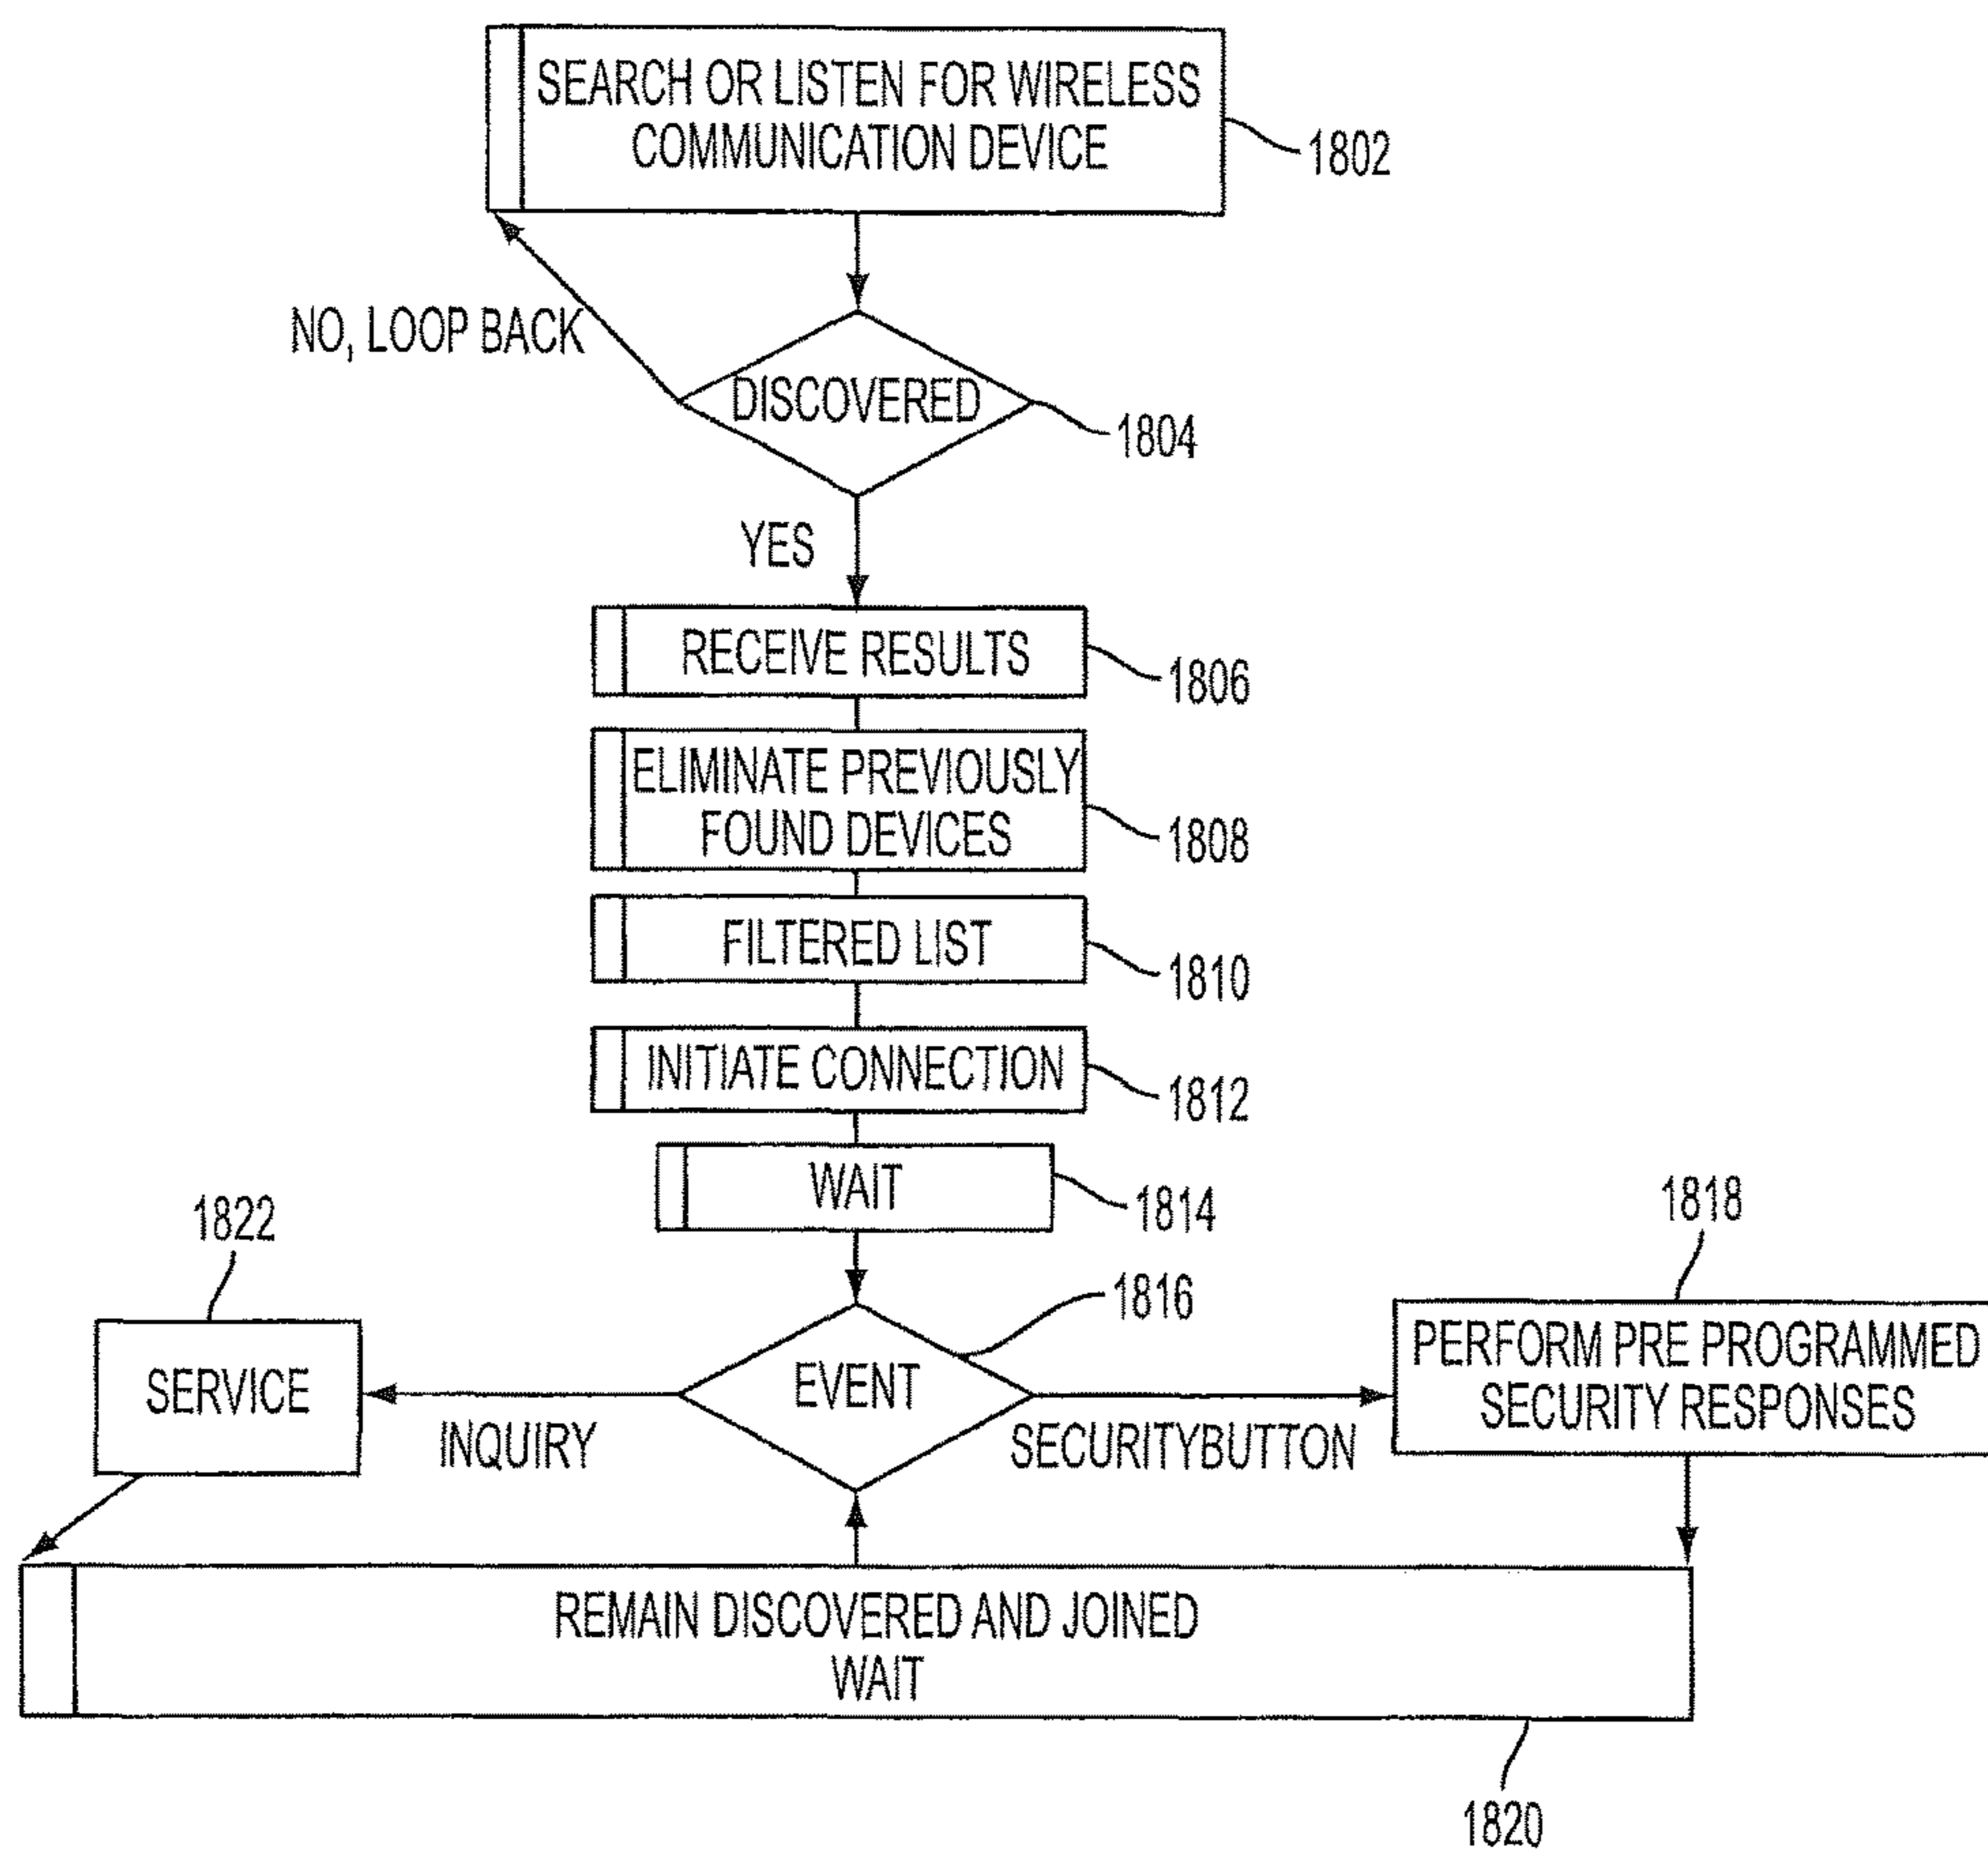 SEARCH OR LISTEN FOR WIRELESS
COMMUNICATION DEVICE
1802
NO, LOOP BACK
DISCOVERED
1804
YES
RECEIVE RESULTS
1806
ELIMINATE PREVIOUSLY
FOUND DEVICES
1808
FILTERED LIST
1810
INITIATE CONNECTION
1812
WAIT
1814
1822
1816
1818
SERVICE
INQUIRY
EVENT
SECURITYBUTTON
PERFORM PRE PROGRAMMED
SECURITY RESPONSES
REMAIN DISCOVERED AND JOINED
WAIT
1820